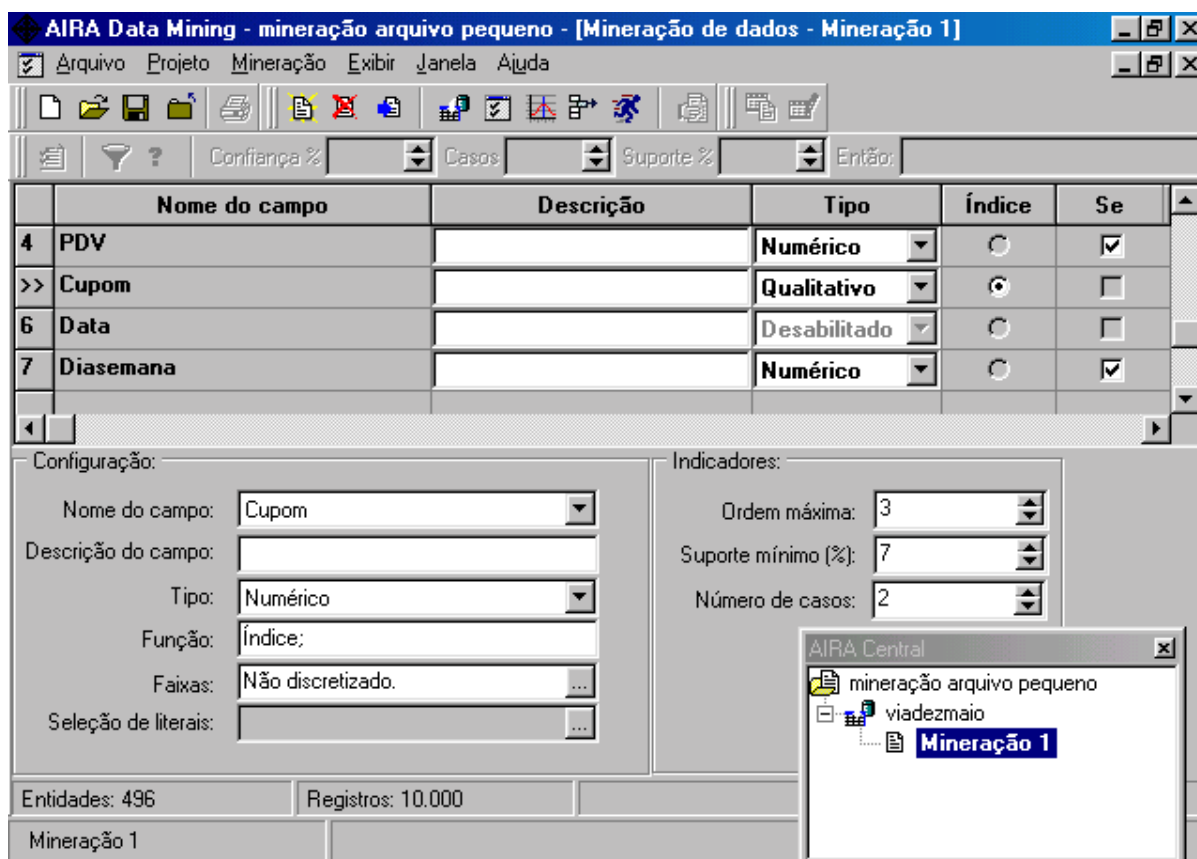 AIRA Data Mining - mineração arquivo pequeno - [Mineração de dados - Mineração 1]
Arquivo Projeto Mineração Exibir Janela Ajuda
Confiança % Casos Suporte % Então:
Nome do campo Descrição Tipo Índice Se
4 PDV Numérico
>> Cupom Qualitativo
6 Data Desabilitado
7 Diasemana Numérico
Configuração:
Nome do campo: Cupom
Descrição do campo:
Tipo: Numérico
Função: Índice;
Faixas: Não discretizado. ...
Seleção de literais: ...
Indicadores:
Ordem máxima: 3
Suporte mínimo (%): 7
Número de casos: 2
AIRA Central
mineração arquivo pequeno
viadezmaio
Mineração 1
Entidades: 496 Registros: 10.000
Mineração 1